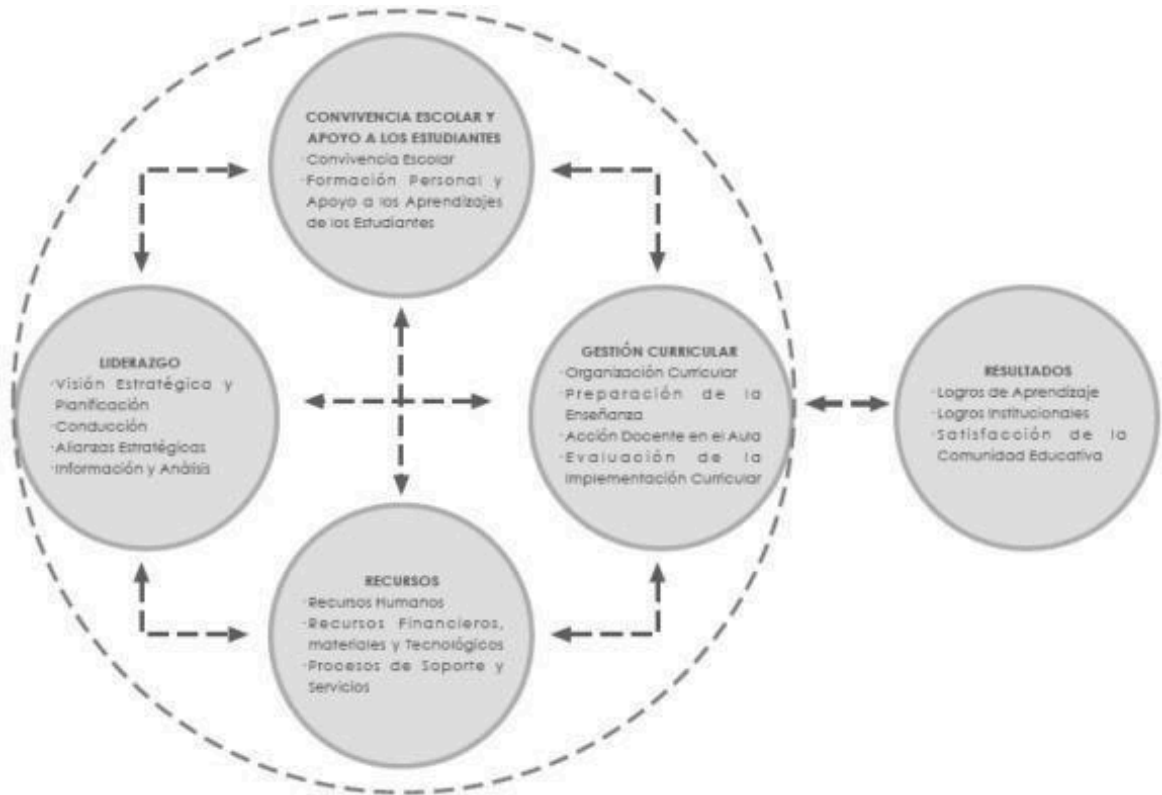 CONVIVENCIA ESCOLAR Y
APOYO A LOS ESTUDIANTES
·Convivencia Escolar
·Formación Personal y
Apoyo a los Aprendizajes
de los Estudiantes
LIDERAZGO
·Visión Estratégica y
Planificación
·Conducción
·Alianzas Estratégicas
·Información y Análisis
GESTIÓN CURRICULAR
·Organización Curricular
·Preparación de la
Enseñanza
·Acción Docente en el Aula
·Evaluación de la
Implementación Curricular
RESULTADOS
·Logros de Aprendizaje
·Logros Institucionales
·Satisfacción de la
Comunidad Educativa
RECURSOS
·Recursos Humanos
·Recursos Financieros,
materiales y Tecnológicos
·Procesos de Soporte y
Servicios